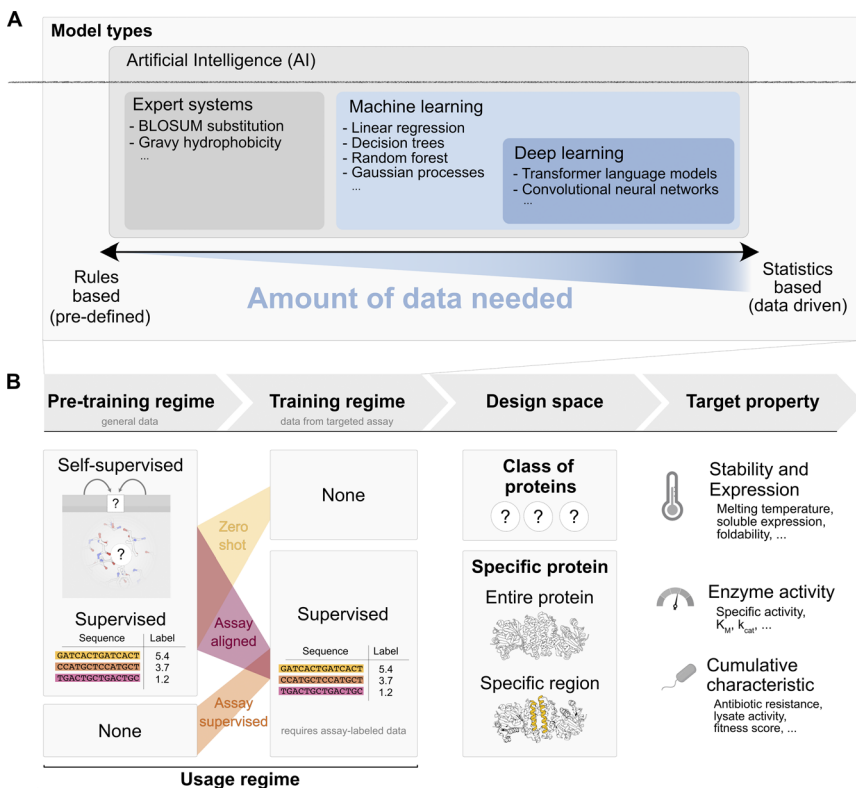 A
Model types
Artificial Intelligence (AI)
Expert systems
- BLOSUM substitution
- Gravy hydrophobicity
...
Machine learning
- Linear regression
- Decision trees
- Random forest
- Gaussian processes
...
Deep learning
- Transformer language models
- Convolutional neural networks
...
Rules
based
(pre-defined)
Amount of data needed
Statistics
based
(data driven)
B
Pre-training regime
general data
Training regime
data from targeted assay
Design space
Target property
Self-supervised
?
?
Supervised
Sequence Label
GATCACTGATCACT 5.4
CCATGCTCCATGCT 3.7
TGACTGCTGACTGC 1.2
None
Zero
shot
Assay
aligned
Assay
supervised
None
Supervised
Sequence Label
GATCACTGATCACT 5.4
CCATGCTCCATGCT 3.7
TGACTGCTGACTGC 1.2
requires assay-labeled data
Usage regime
Class of
proteins
? ? ?
Specific protein
Entire protein
Specific region
Stability and
Expression
Melting temperature,
soluble expression,
foldability, ...
Enzyme activity
Specific activity,
K_M, k_cat, ...
Cumulative
characteristic
Antibiotic resistance,
lysate activity,
fitness score, ...